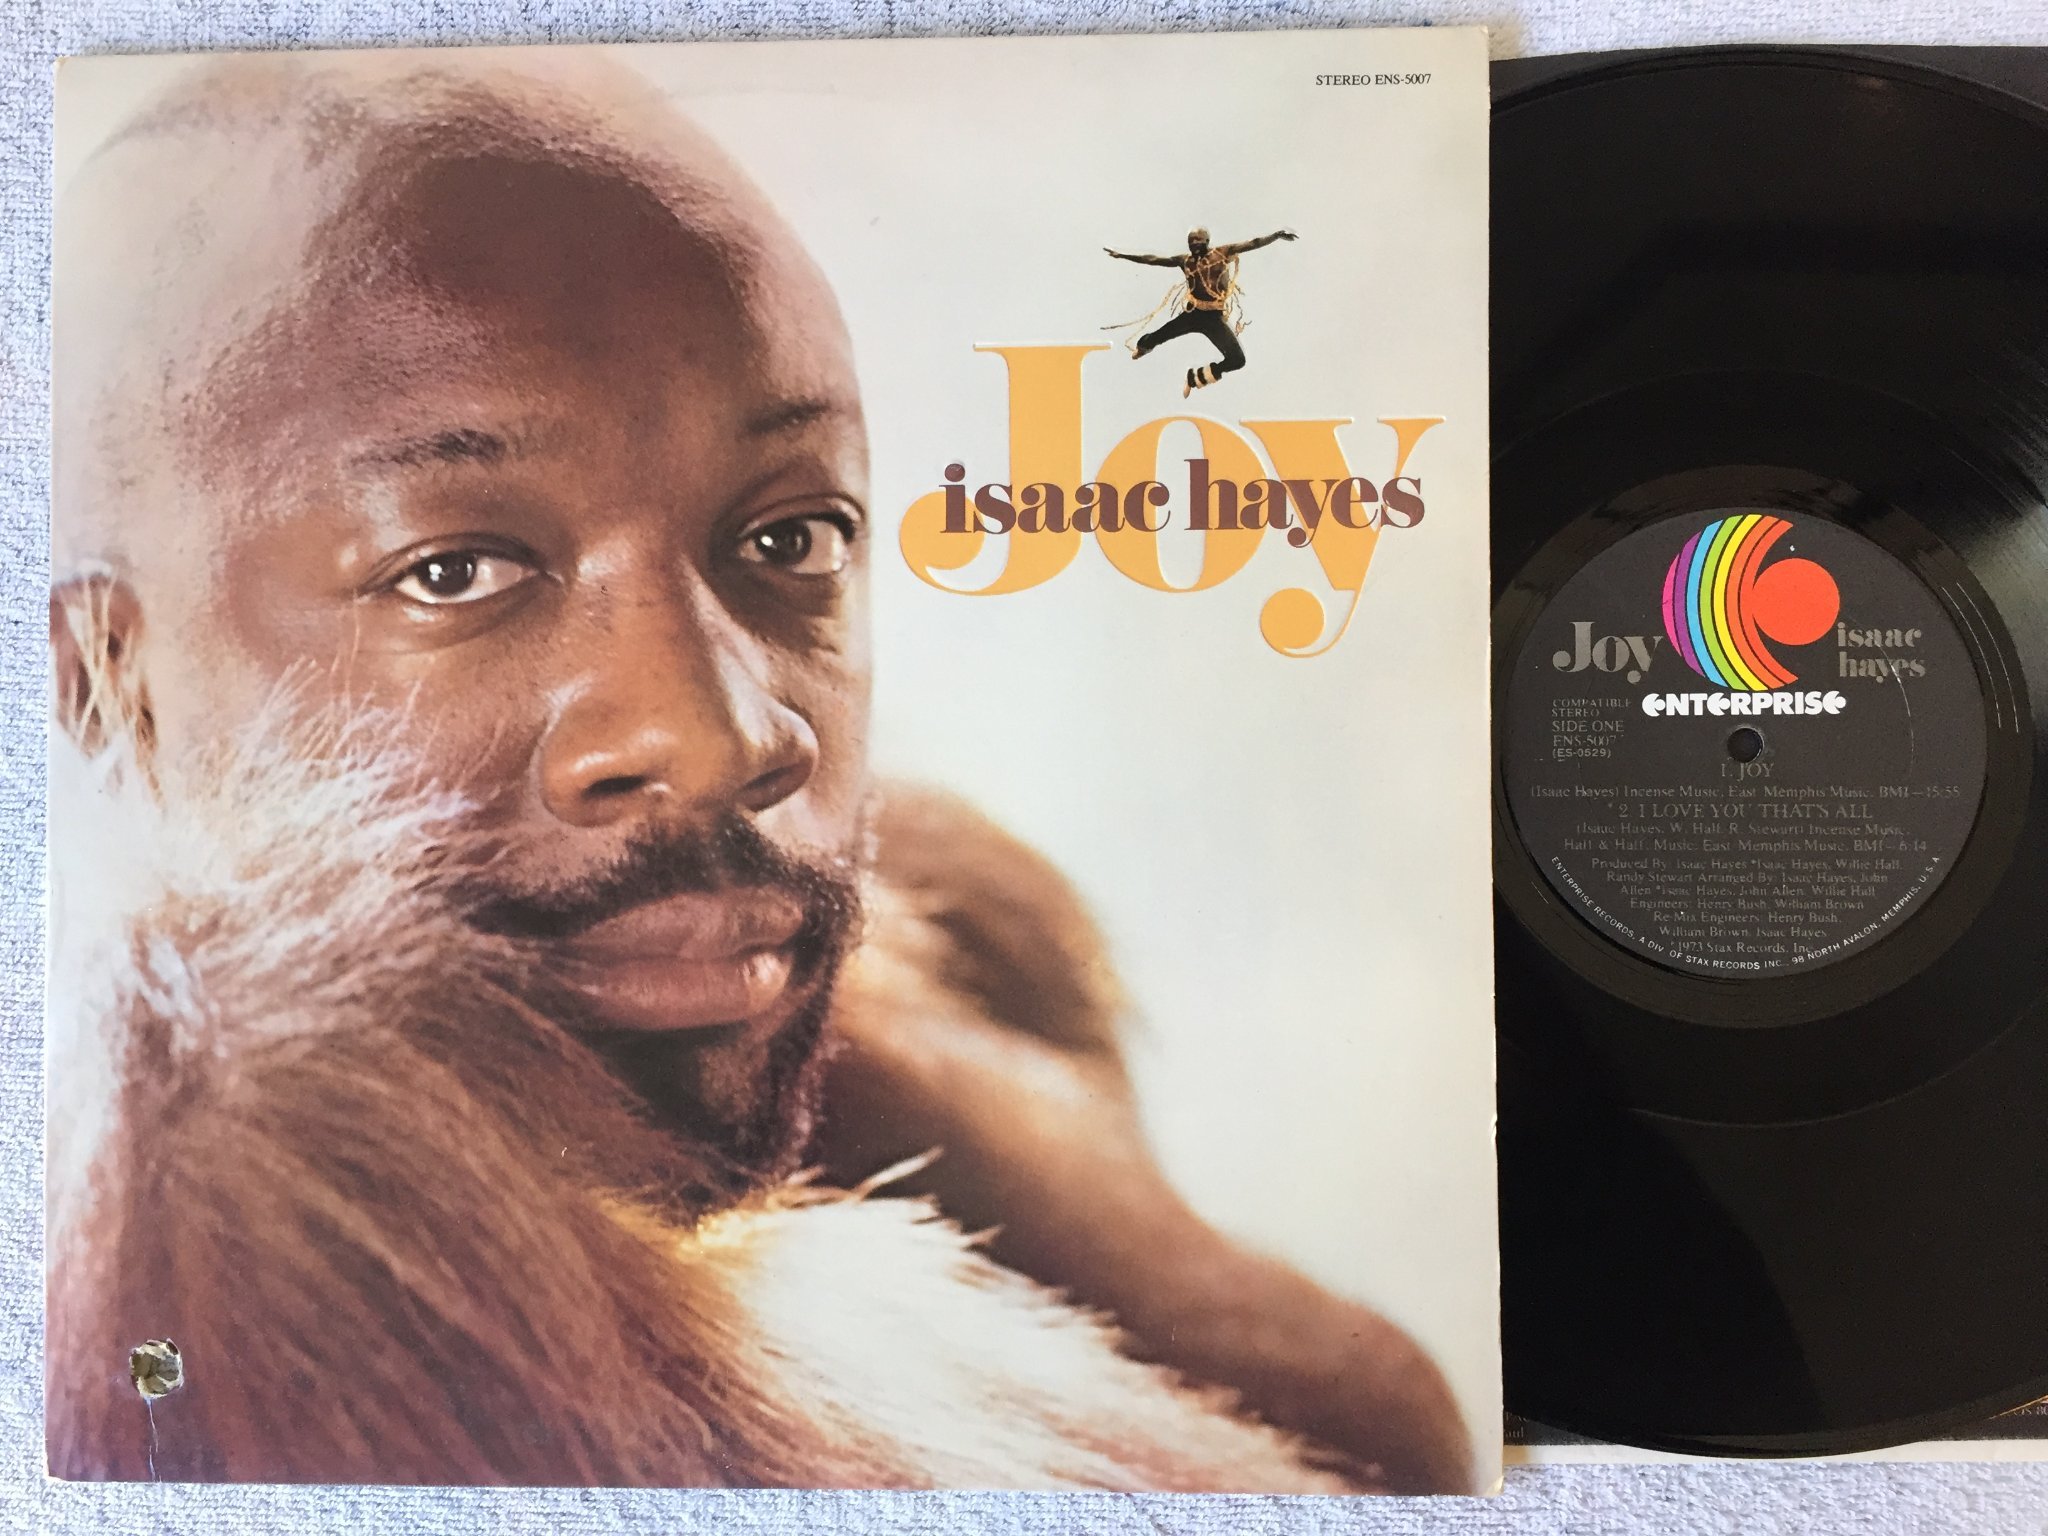 STEREO ENS-5007
Joy
isaac hayes
Joy
isaac
hayes
ENTERPRISE
COMPATIBLE
STEREO
SIDE ONE
ENS-5007
(ES-0529)
1. JOY
(Isaac Hayes) Incense Music, East Memphis Music, BMI—15:55
*2. I LOVE YOU THAT'S ALL
(Isaac Hayes, W. Hall, R. Stewart) Incense Music,
Hall & Hall, Music, East Memphis Music, BMI—6:14
Produced By: Isaac Hayes *Isaac Hayes, Willie Hall,
Randy Stewart Arranged By: Isaac Hayes, John
Allen *Isaac Hayes, John Allen, Willie Hall
Engineers: Henry Bush, William Brown
Re-Mix Engineers: Henry Bush,
William Brown, Isaac Hayes
1973 Stax Records, Inc.
ENTERPRISE RECORDS, A DIV. OF STAX RECORDS INC., 98 NORTH AVALON, MEMPHIS, U.S.A